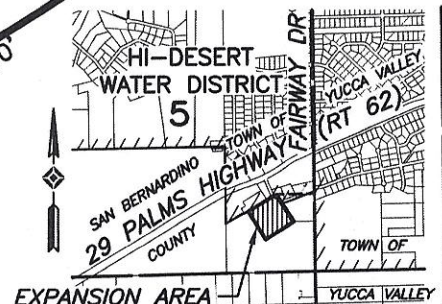 HI-DESERT
WATER DISTRICT
5
TOWN OF
YUCCA VALLEY
FAIRWAY DR
(RT 62)
SAN BERNARDINO
29 PALMS HIGHWAY
COUNTY
TOWN OF
YUCCA VALLEY
EXPANSION AREA